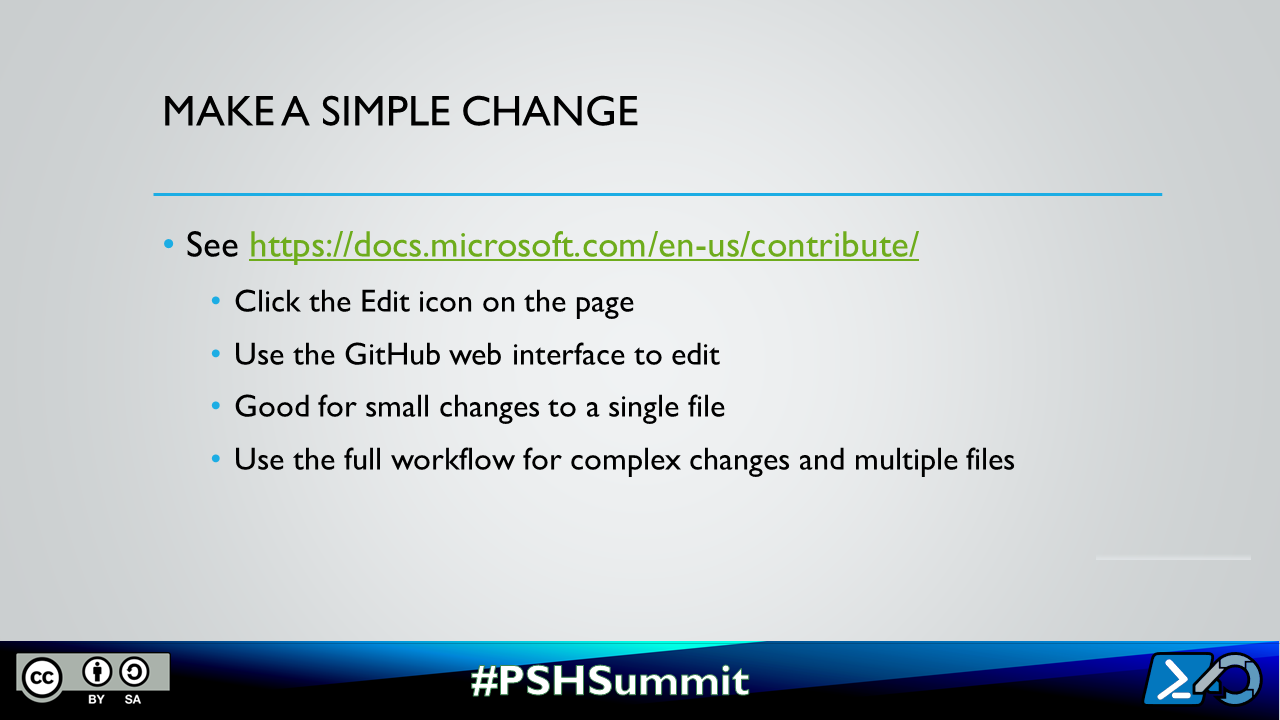 MAKE A SIMPLE CHANGE
• See https://docs.microsoft.com/en-us/contribute/
• Click the Edit icon on the page
• Use the GitHub web interface to edit
• Good for small changes to a single file
• Use the full workflow for complex changes and multiple files
cc
BY SA
#PSHSummit